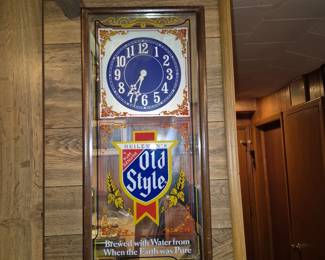 12
1
2
3
4
5
6
7
8
9
10
11
HEILEMAN'S
Old
Style
Brewed with Water from
When the Earth was Pure